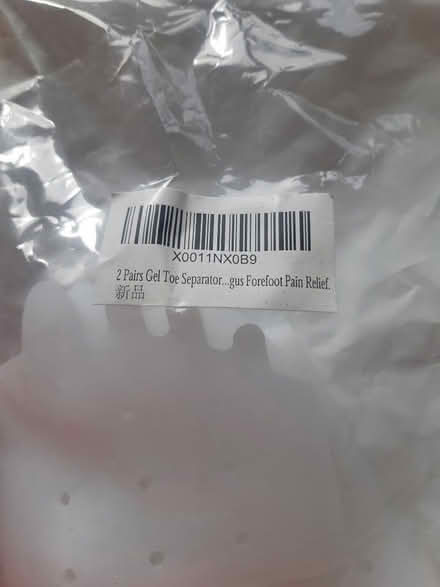 X0011NX0B9
2 Pairs Gel Toe Separator...gus Forefoot Pain Relief.
新品